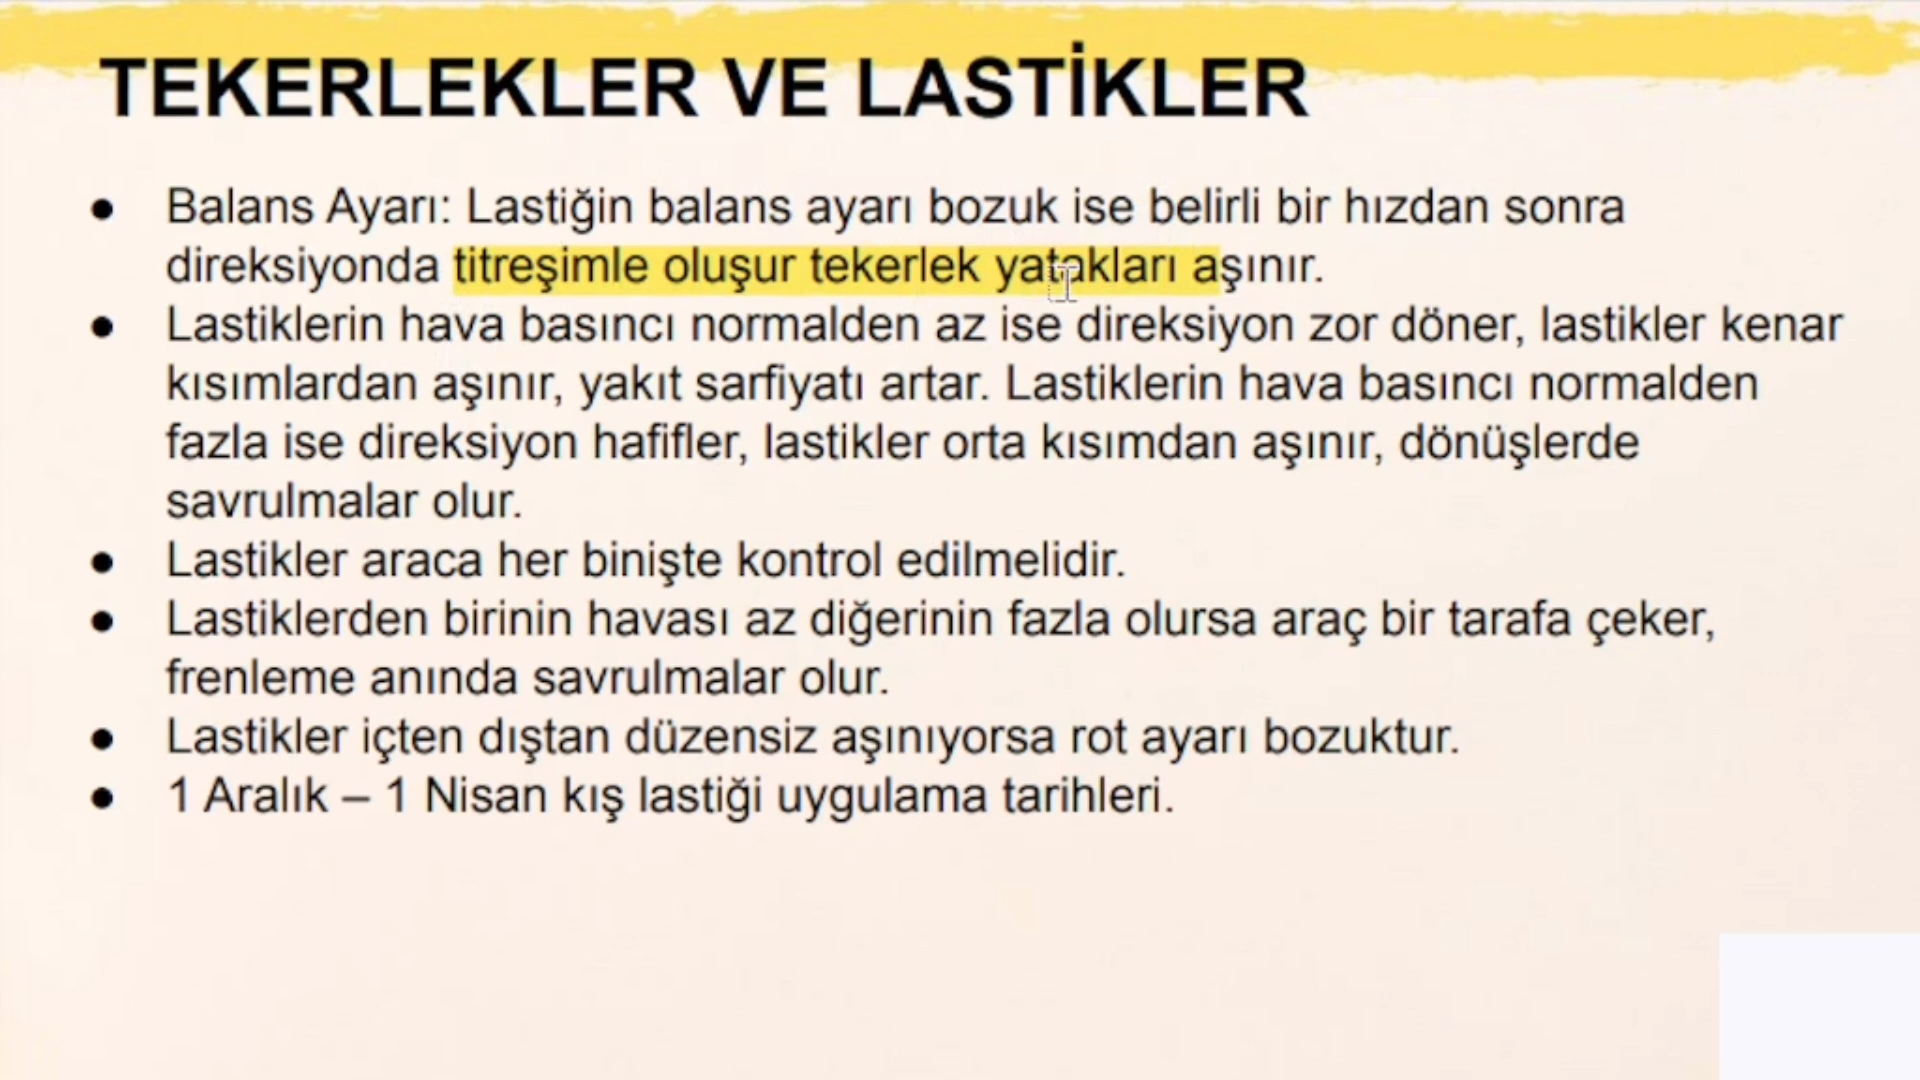 TEKERLEKLER VE LASTİKLER
● Balans Ayarı: Lastiğin balans ayarı bozuk ise belirli bir hızdan sonra
direksiyonda titreşimle oluşur tekerlek yatakları aşınır.
● Lastiklerin hava basıncı normalden az ise direksiyon zor döner, lastikler kenar
kısımlardan aşınır, yakıt sarfiyatı artar. Lastiklerin hava basıncı normalden
fazla ise direksiyon hafifler, lastikler orta kısımdan aşınır, dönüşlerde
savrulmalar olur.
● Lastikler araca her binişte kontrol edilmelidir.
● Lastiklerden birinin havası az diğerinin fazla olursa araç bir tarafa çeker,
frenleme anında savrulmalar olur.
● Lastikler içten dıştan düzensiz aşınıyorsa rot ayarı bozuktur.
● 1 Aralık – 1 Nisan kış lastiği uygulama tarihleri.